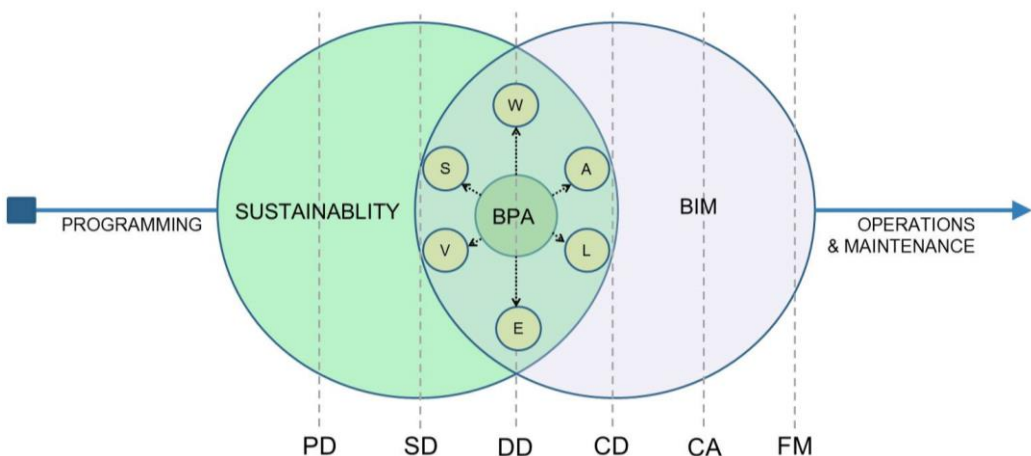 W
S
A
BPA
SUSTAINABLITY
BIM
PROGRAMMING
OPERATIONS
& MAINTENANCE
V
L
E
PD SD DD CD CA FM